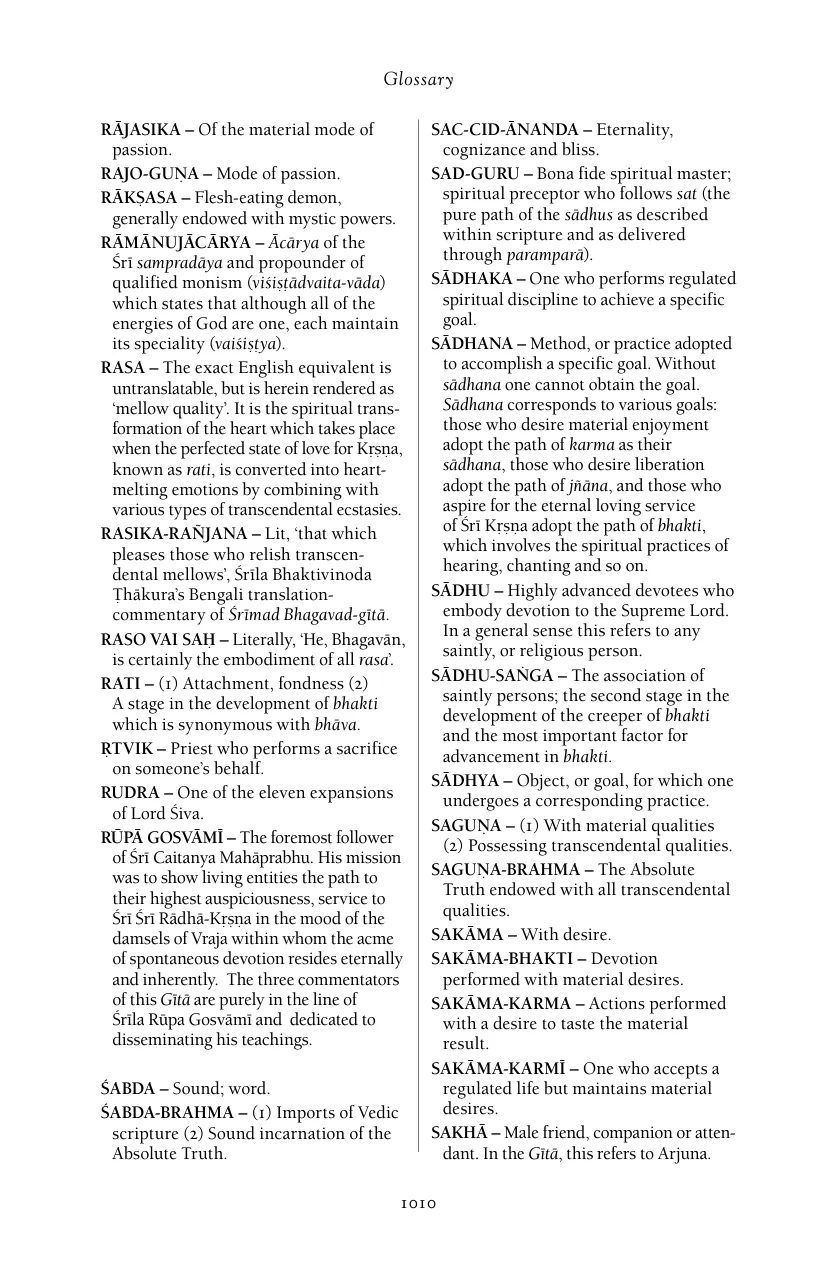 Glossary
RĀJASIKA – Of the material mode of
passion.
RAJO-GUṆA – Mode of passion.
RĀKṢASA – Flesh-eating demon,
generally endowed with mystic powers.
RĀMĀNUJĀCĀRYA – Ācārya of the
Śrī sampradāya and propounder of
qualified monism (viśiṣṭādvaita-vāda)
which states that although all of the
energies of God are one, each maintain
its speciality (vaiśiṣṭya).
RASA – The exact English equivalent is
untranslatable, but is herein rendered as
‘mellow quality’. It is the spiritual trans-
formation of the heart which takes place
when the perfected state of love for Kṛṣṇa,
known as rati, is converted into heart-
melting emotions by combining with
various types of transcendental ecstasies.
RASIKA-RAÑJANA – Lit, ‘that which
pleases those who relish transcen-
dental mellows’, Śrīla Bhaktivinoda
Ṭhākura’s Bengali translation-
commentary of Śrīmad Bhagavad-gītā.
RASO VAI SAḤ – Literally, ‘He, Bhagavān,
is certainly the embodiment of all rasa’.
RATI – (1) Attachment, fondness (2)
A stage in the development of bhakti
which is synonymous with bhāva.
ṚTVIK – Priest who performs a sacrifice
on someone’s behalf.
RUDRA – One of the eleven expansions
of Lord Śiva.
RŪPĀ GOSVĀMĪ – The foremost follower
of Śrī Caitanya Mahāprabhu. His mission
was to show living entities the path to
their highest auspiciousness, service to
Śrī Śrī Rādhā-Kṛṣṇa in the mood of the
damsels of Vraja within whom the acme
of spontaneous devotion resides eternally
and inherently. The three commentators
of this Gītā are purely in the line of
Śrīla Rūpa Gosvāmī and dedicated to
disseminating his teachings.
ŚABDA – Sound; word.
ŚABDA-BRAHMA – (1) Imports of Vedic
scripture (2) Sound incarnation of the
Absolute Truth.
SAC-CID-ĀNANDA – Eternality,
cognizance and bliss.
SAD-GURU – Bona fide spiritual master;
spiritual preceptor who follows sat (the
pure path of the sādhus as described
within scripture and as delivered
through paramparā).
SĀDHAKA – One who performs regulated
spiritual discipline to achieve a specific
goal.
SĀDHANA – Method, or practice adopted
to accomplish a specific goal. Without
sādhana one cannot obtain the goal.
Sādhana corresponds to various goals:
those who desire material enjoyment
adopt the path of karma as their
sādhana, those who desire liberation
adopt the path of jñāna, and those who
aspire for the eternal loving service
of Śrī Kṛṣṇa adopt the path of bhakti,
which involves the spiritual practices of
hearing, chanting and so on.
SĀDHU – Highly advanced devotees who
embody devotion to the Supreme Lord.
In a general sense this refers to any
saintly, or religious person.
SĀDHU-SAṄGA – The association of
saintly persons; the second stage in the
development of the creeper of bhakti
and the most important factor for
advancement in bhakti.
SĀDHYA – Object, or goal, for which one
undergoes a corresponding practice.
SAGUṆA – (1) With material qualities
(2) Possessing transcendental qualities.
SAGUṆA-BRAHMA – The Absolute
Truth endowed with all transcendental
qualities.
SAKĀMA – With desire.
SAKĀMA-BHAKTI – Devotion
performed with material desires.
SAKĀMA-KARMA – Actions performed
with a desire to taste the material
result.
SAKĀMA-KARMĪ – One who accepts a
regulated life but maintains material
desires.
SAKHĀ – Male friend, companion or atten-
dant. In the Gītā, this refers to Arjuna.
1010